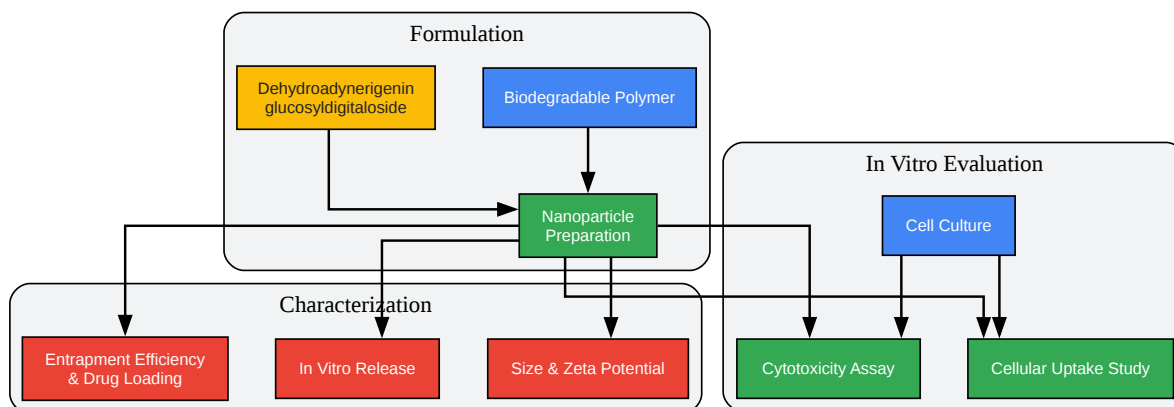 Formulation
Dehydroadynerigenin
glucosyldigitaloside
Biodegradable Polymer
Nanoparticle
Preparation
In Vitro Evaluation
Cell Culture
Characterization
Entrapment Efficiency
& Drug Loading
In Vitro Release
Size & Zeta Potential
Cytotoxicity Assay
Cellular Uptake Study